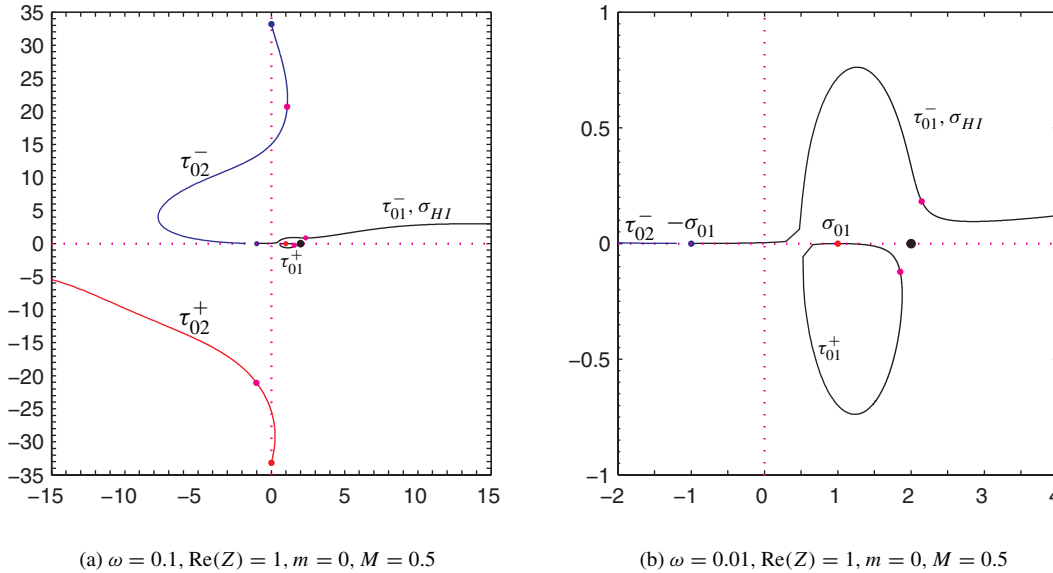 35
30
25
20
15
10
5
0
−5
−10
−15
−20
−25
−30
−35
−15 −10 −5 0 5 10 15
τ₀₂⁻
τ₀₁⁻, σ_HI
τ₀₁⁺
τ₀₂⁺
(a) ω = 0.1, Re(Z) = 1, m = 0, M = 0.5
1
0.5
0
−0.5
−1
−2 −1 0 1 2 3 4
τ₀₁⁻, σ_HI
τ₀₂⁻ −σ₀₁ σ₀₁
τ₀₁⁺
(b) ω = 0.01, Re(Z) = 1, m = 0, M = 0.5